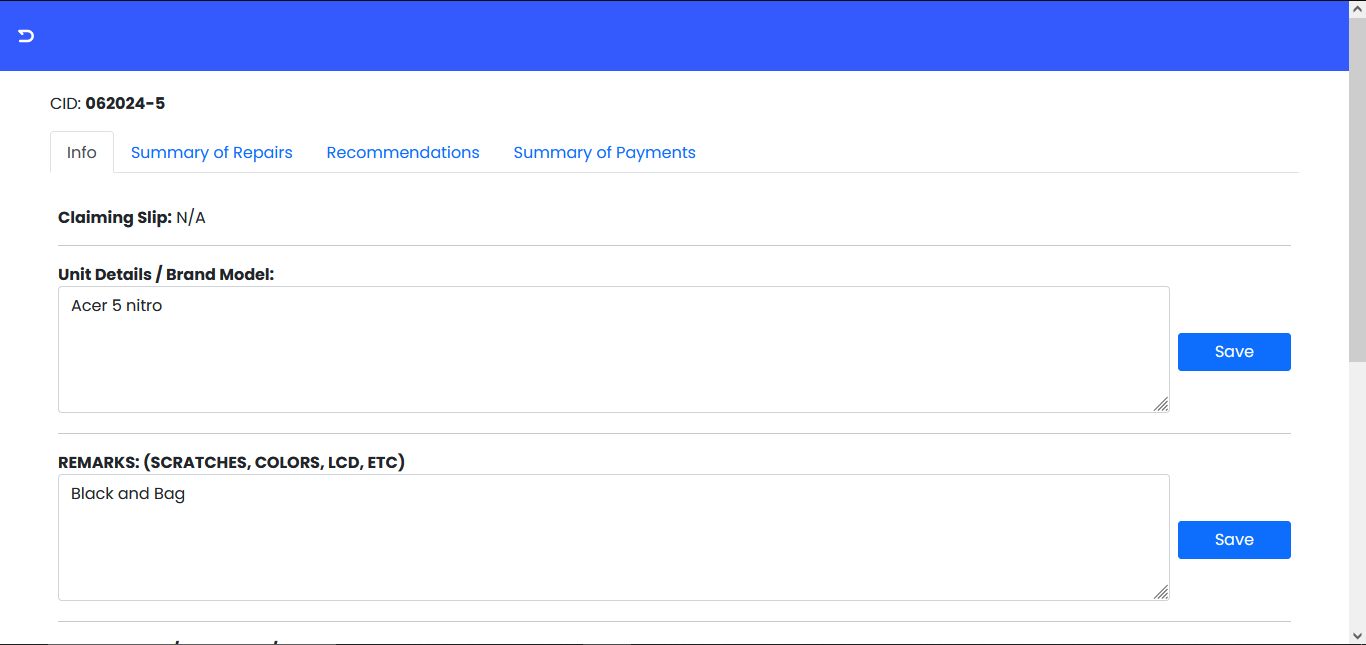 CID: 062024-5
Info Summary of Repairs Recommendations Summary of Payments
Claiming Slip: N/A
Unit Details / Brand Model:
Acer 5 nitro
Save
REMARKS: (SCRATCHES, COLORS, LCD, ETC)
Black and Bag
Save